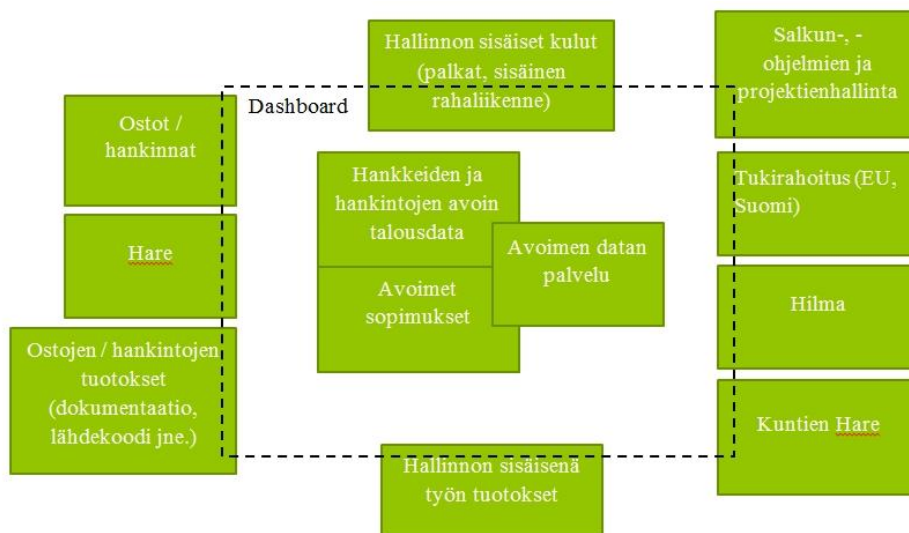 Hallinnon sisäiset kulut
(palkat, sisäinen
rahaliikenne)
Salkun-, -
ohjelmien ja
projektienhallinta
Dashboard
Ostot /
hankinnat
Hankkeiden ja
hankintojen avoin
talousdata
Tukirahoitus (EU,
Suomi)
Hare
Avoimen datan
palvelu
Avoimet
sopimukset
Hilma
Ostojen / hankintojen
tuotokset
(dokumentaatio,
lähdekoodi jne.)
Kuntien Hare
Hallinnon sisäisenä
työn tuotokset